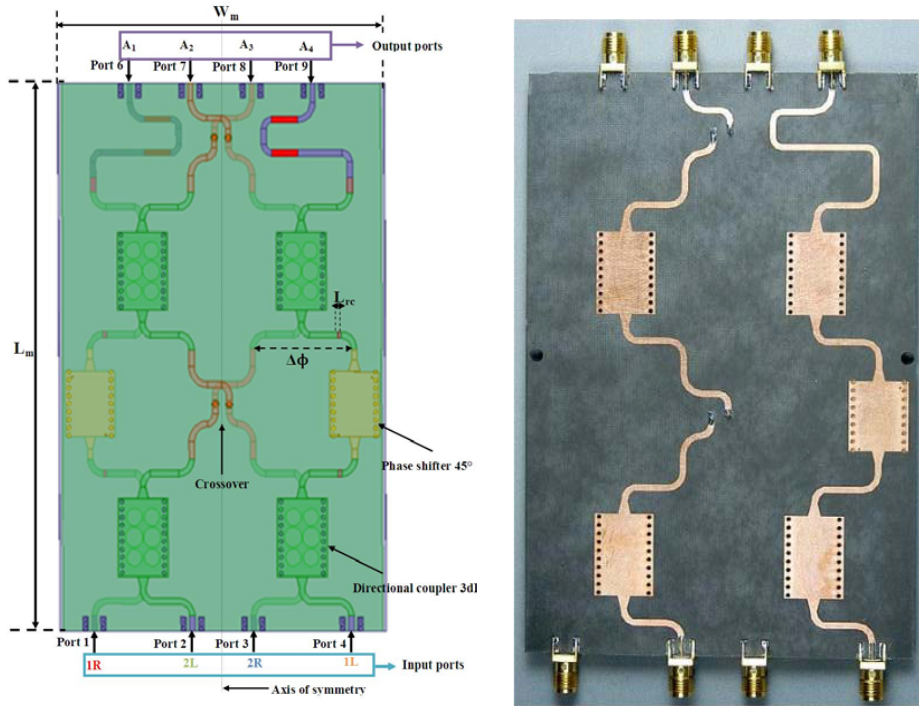 Wm
A1 A2 A3 A4
Output ports
Port 6 Port 7 Port 8 Port 9
Lm
Lrc
Δϕ
Phase shifter 45°
Crossover
Directional coupler 3dl
Port 1 Port 2 Port 3 Port 4
1R 2L 2R 1L
Input ports
Axis of symmetry